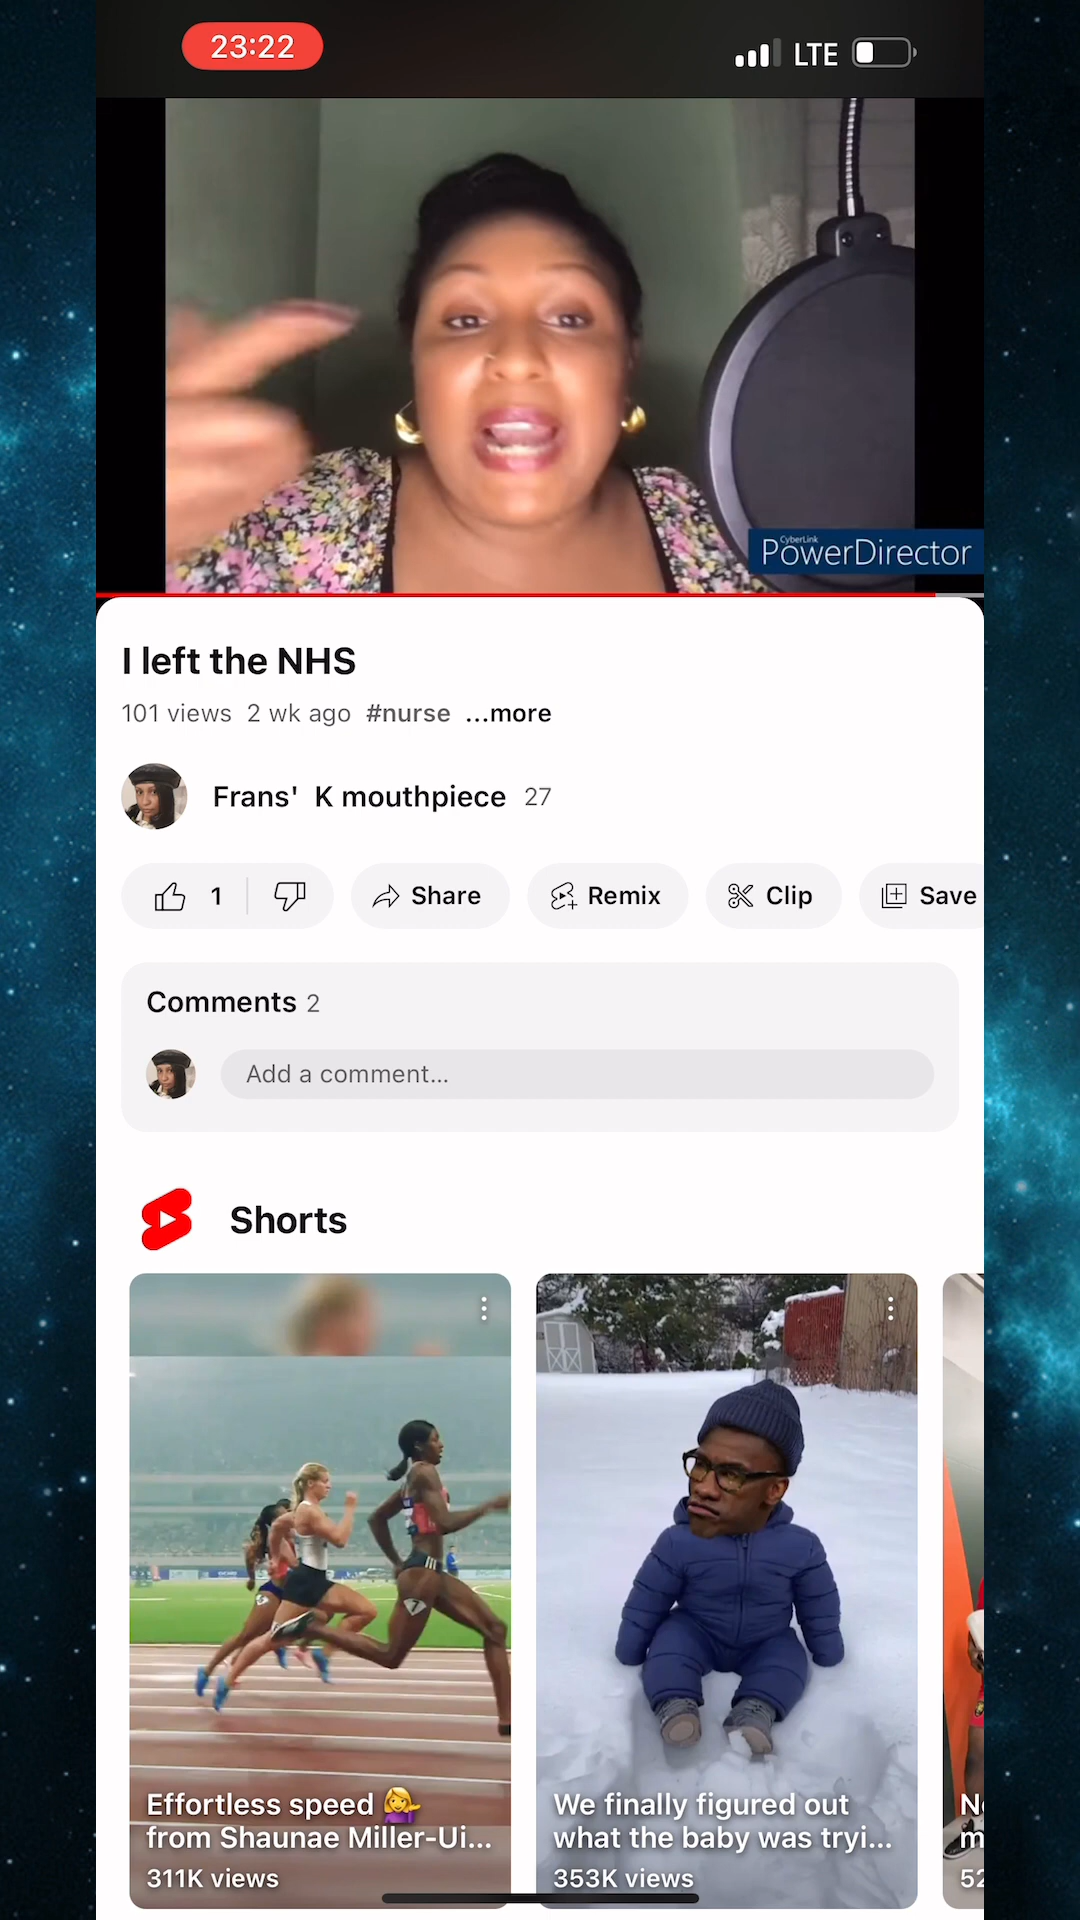 23:22
LTE
CyberLink
PowerDirector
I left the NHS
101 views 2 wk ago #nurse ...more
Frans' K mouthpiece 27
1 Share Remix Clip Save
Comments 2
Add a comment...
Shorts
Effortless speed 💁‍♀️
from Shaunae Miller-Ui...
311K views
We finally figured out
what the baby was tryi...
353K views